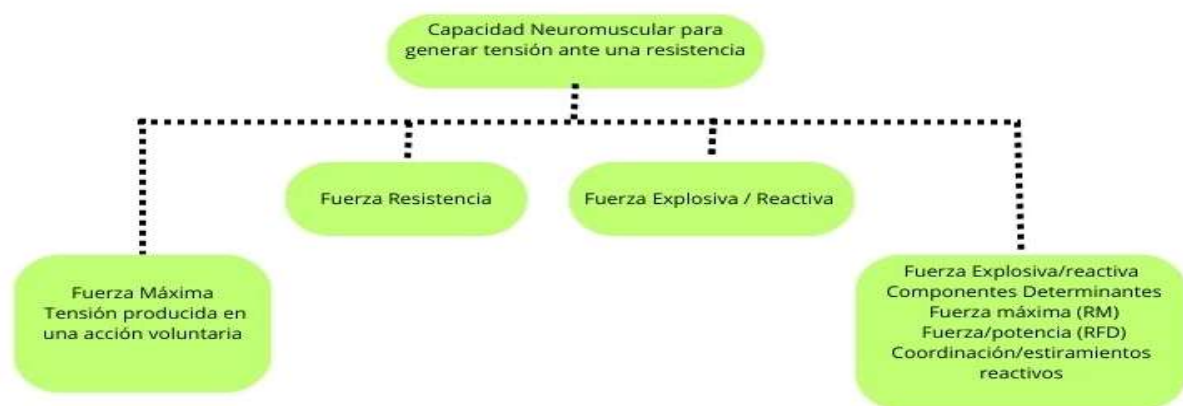 Capacidad Neuromuscular para
generar tensión ante una resistencia
Fuerza Resistencia
Fuerza Explosiva / Reactiva
Fuerza Máxima
Tensión producida en
una acción voluntaria
Fuerza Explosiva/reactiva
Componentes Determinantes
Fuerza máxima (RM)
Fuerza/potencia (RFD)
Coordinación/estiramientos
reactivos